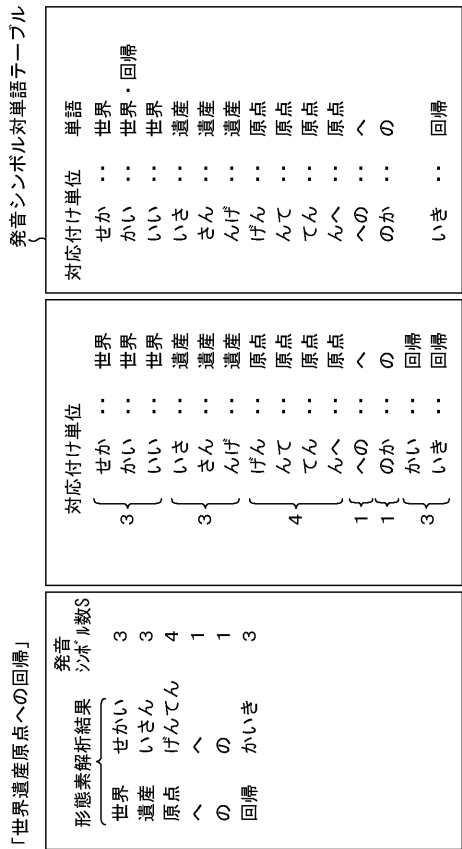 「世界遺産原点への回帰」
形態素解析結果 発音シンボル数S
世界 せかい 3
遺産 いさん 3
原点 げんてん 4
へ へ 1
の の 1
回帰 かいき 3
対応付け単位
3
せか ‥ 世界
かい ‥ 世界
いい ‥ 世界
3
いさ ‥ 遺産
さん ‥ 遺産
んげ ‥ 遺産
4
げん ‥ 原点
んて ‥ 原点
てん ‥ 原点
んへ ‥ 原点
1
への ‥ へ
1
のか ‥ の
3
かい ‥ 回帰
いき ‥ 回帰
発音シンボル対単語テーブル
対応付け単位 単語
せか ‥ 世界
かい ‥ 世界・回帰
いい ‥ 世界
いさ ‥ 遺産
さん ‥ 遺産
んげ ‥ 遺産
げん ‥ 原点
んて ‥ 原点
てん ‥ 原点
んへ ‥ 原点
への ‥ へ
のか ‥ の
いき ‥ 回帰